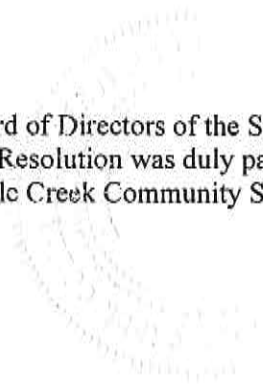 rd of Directors of the S
Resolution was duly pa
le Creek Community S